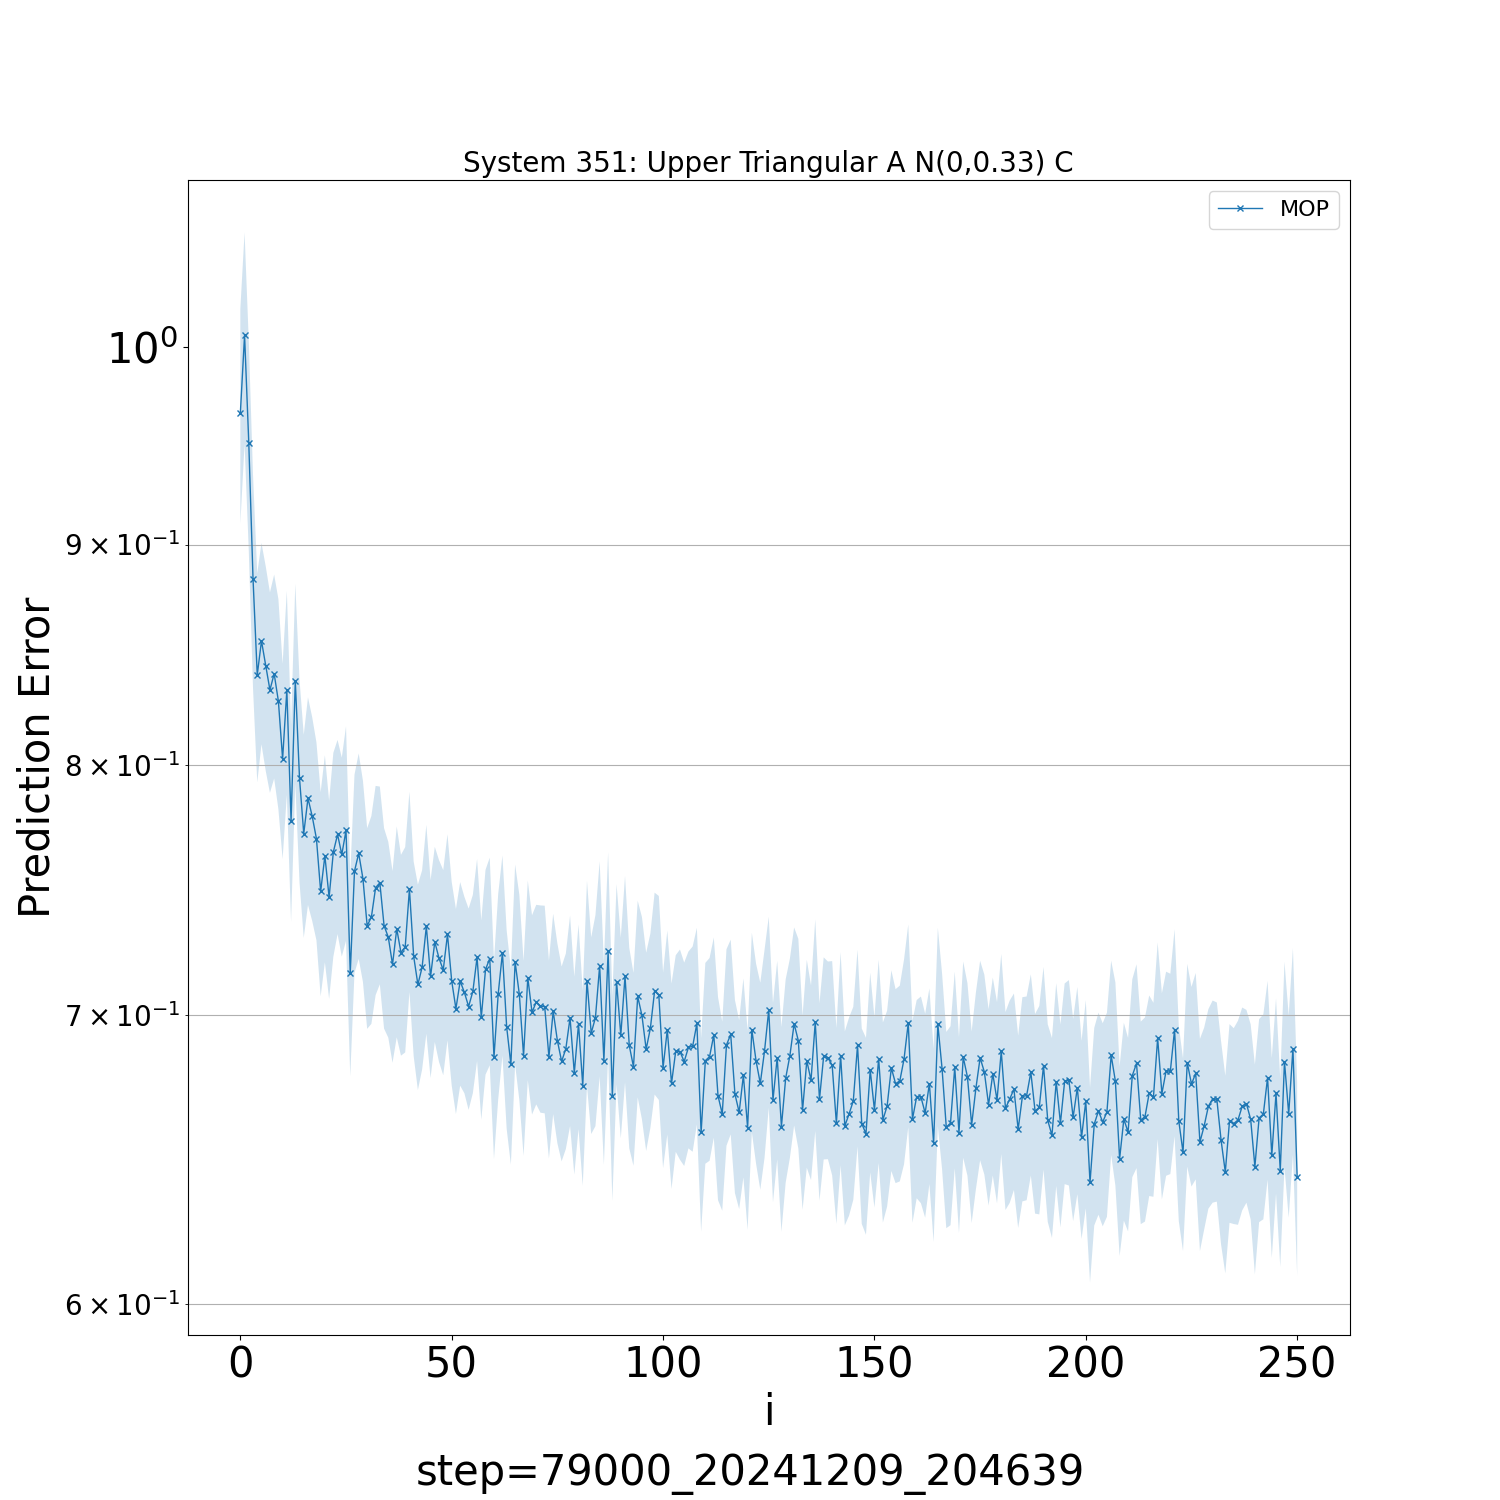 System 351: Upper Triangular A N(0,0.33) C
MOP
10⁰
9 × 10⁻¹
8 × 10⁻¹
7 × 10⁻¹
6 × 10⁻¹
Prediction Error
0 50 100 150 200 250
i
step=79000_20241209_204639